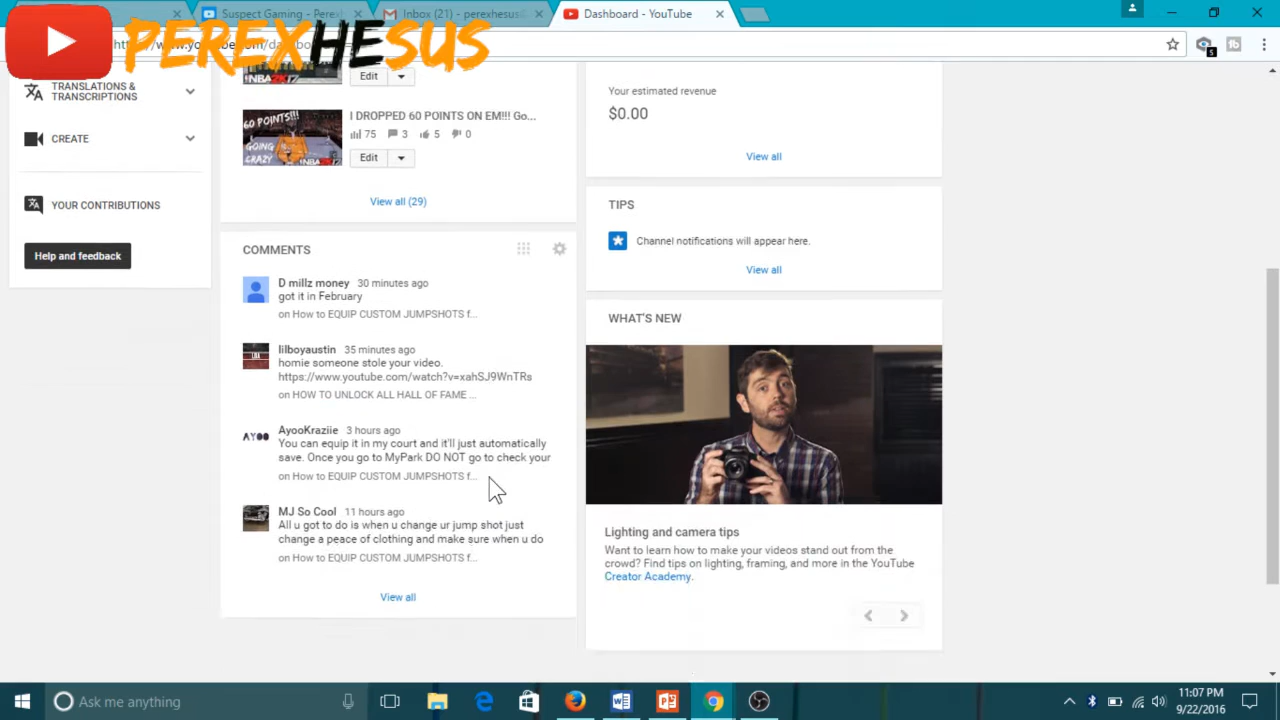 Suspect Gaming - Perex
Inbox (21) - perexhesus
Dashboard - YouTube
PEREXHESUS
5
TRANSLATIONS &
TRANSCRIPTIONS
CREATE
YOUR CONTRIBUTIONS
Help and feedback
NBA2K17
Edit
60 POINTS!!!
GOING
CRAZY
NBA2K17
I DROPPED 60 POINTS ON EM!!! Go...
75 3 5 0
Edit
View all (29)
COMMENTS
D millz money 30 minutes ago
got it in February
on How to EQUIP CUSTOM JUMPSHOTS f...
lilboyaustin 35 minutes ago
homie someone stole your video.
https://www.youtube.com/watch?v=xahSJ9WnTRs
on HOW TO UNLOCK ALL HALL OF FAME ...
AYOO
AyooKraziie 3 hours ago
You can equip it in my court and it'll just automatically
save. Once you go to MyPark DO NOT go to check your
on How to EQUIP CUSTOM JUMPSHOTS f...
MJ So Cool 11 hours ago
All u got to do is when u change ur jump shot just
change a peace of clothing and make sure when u do
on How to EQUIP CUSTOM JUMPSHOTS f...
View all
Your estimated revenue
$0.00
View all
TIPS
Channel notifications will appear here.
View all
WHAT'S NEW
Lighting and camera tips
Want to learn how to make your videos stand out from the
crowd? Find tips on lighting, framing, and more in the YouTube
Creator Academy.
Ask me anything
11:07 PM
9/22/2016